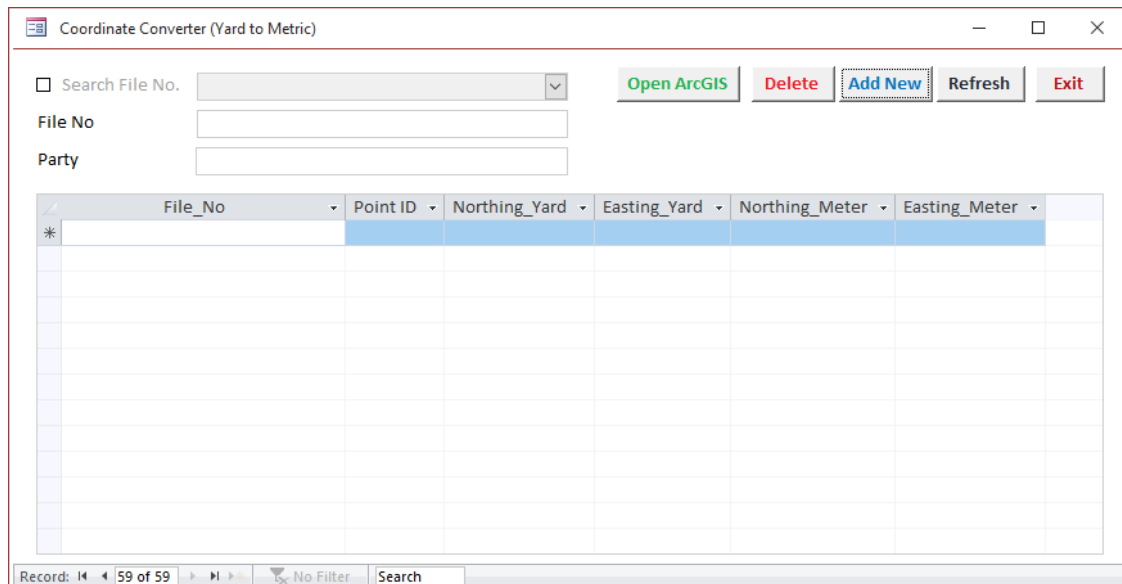 Coordinate Converter (Yard to Metric)
Search File No. Open ArcGIS Delete Add New Refresh Exit
File No
Party
File_No Point ID Northing_Yard Easting_Yard Northing_Meter Easting_Meter
Record: 59 of 59 No Filter Search